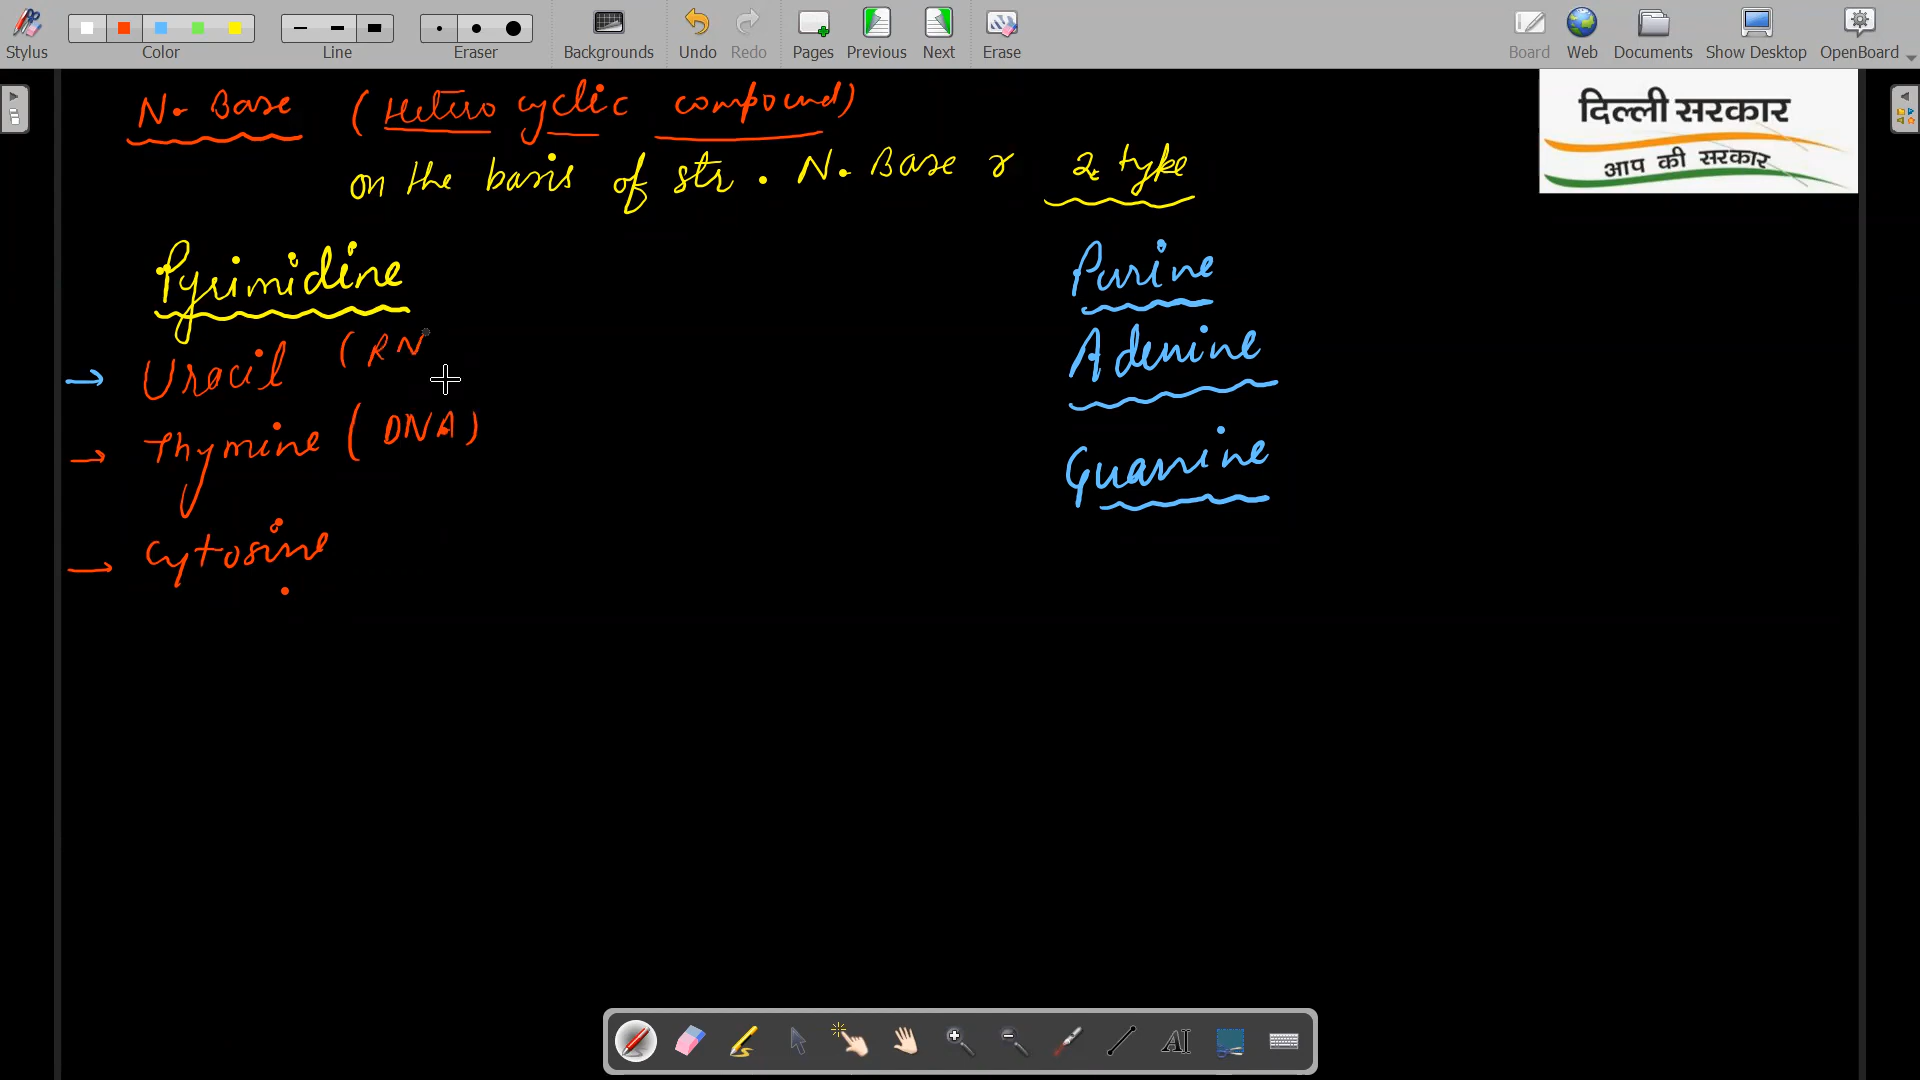 Stylus Color Line Eraser Backgrounds Undo Redo Pages Previous Next Erase Board Web Documents Show Desktop OpenBoard
N. Base (Hetero cyclic compound)
दिल्ली सरकार
आप की सरकार
on the basis of str. N. Base r 2 type
Pyrimidine
Purine
→ Uracil (RN
Adenine
→ Thymine (DNA)
Guanine
→ Cytosine
AI